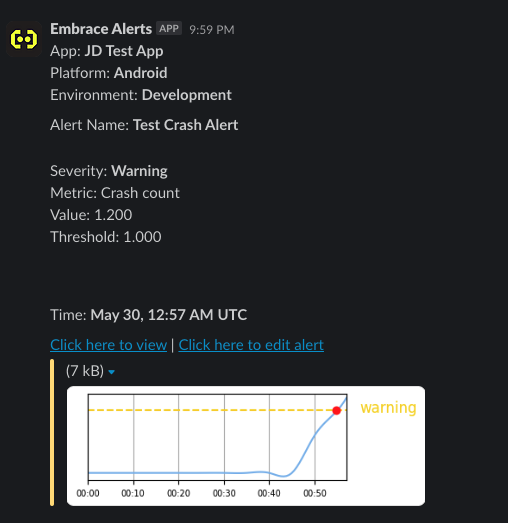 Embrace Alerts APP 9:59 PM
App: JD Test App
Platform: Android
Environment: Development
Alert Name: Test Crash Alert
Severity: Warning
Metric: Crash count
Value: 1.200
Threshold: 1.000
Time: May 30, 12:57 AM UTC
Click here to view | Click here to edit alert
(7 kB)
warning
00:00 00:10 00:20 00:30 00:40 00:50